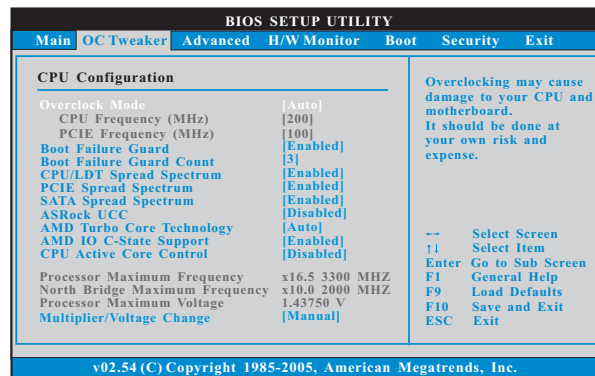 BIOS SETUP UTILITY
Main OC Tweaker Advanced H/W Monitor Boot Security Exit
CPU Configuration
Overclock Mode [Auto]
CPU Frequency (MHz) [200]
PCIE Frequency (MHz) [100]
Boot Failure Guard [Enabled]
Boot Failure Guard Count [3]
CPU/LDT Spread Spectrum [Enabled]
PCIE Spread Spectrum [Enabled]
SATA Spread Spectrum [Enabled]
ASRock UCC [Disabled]
AMD Turbo Core Technology [Auto]
AMD IO C-State Support [Enabled]
CPU Active Core Control [Disabled]
Processor Maximum Frequency x16.5 3300 MHZ
North Bridge Maximum Frequency x10.0 2000 MHZ
Processor Maximum Voltage 1.43750 V
Multiplier/Voltage Change [Manual]
Overclocking may cause
damage to your CPU and
motherboard.
It should be done at
your own risk and
expense.
←→ Select Screen
↑↓ Select Item
Enter Go to Sub Screen
F1 General Help
F9 Load Defaults
F10 Save and Exit
ESC Exit
v02.54 (C) Copyright 1985-2005, American Megatrends, Inc.